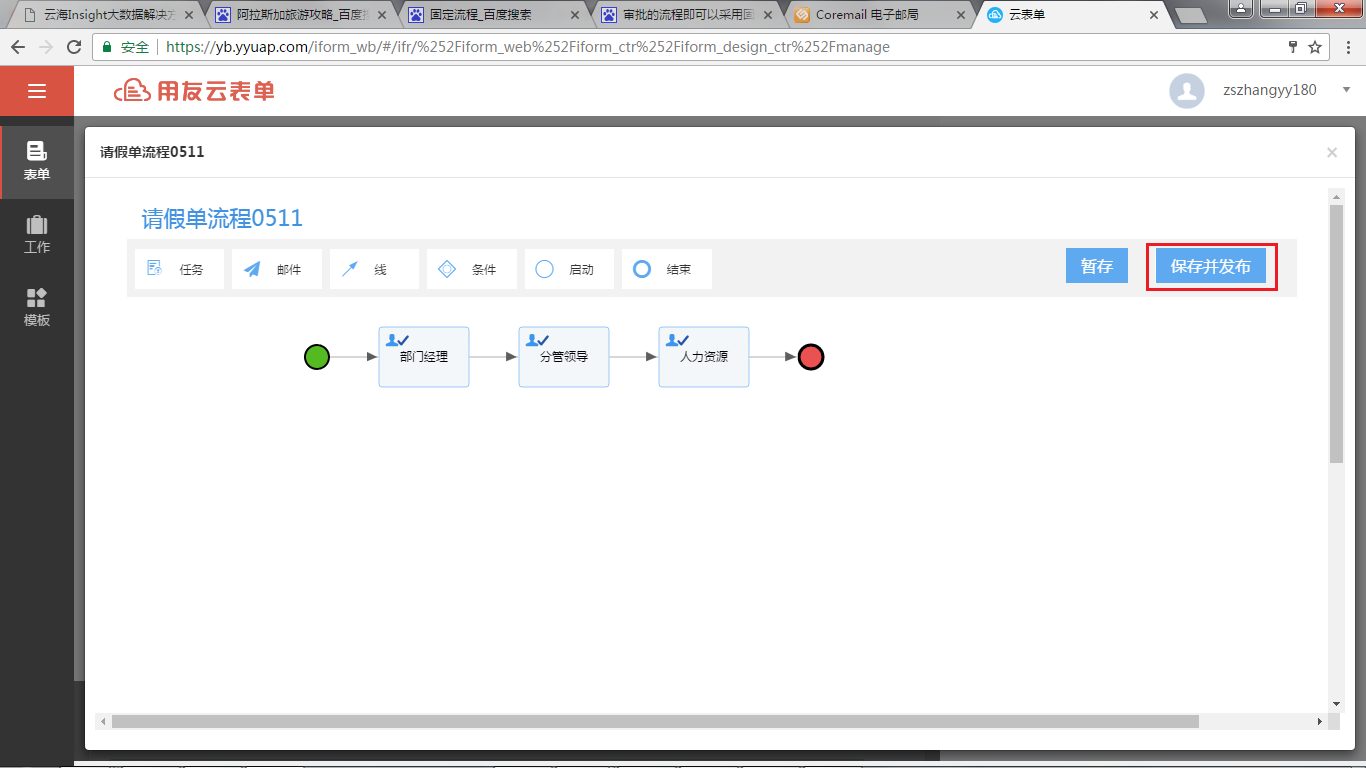 云海Insight大数据解决方
阿拉斯加旅游攻略_百度搜
固定流程_百度搜索
审批的流程即可以采用固
Coremail 电子邮局
云表单
安全
https://yb.yyuap.com/iform_wb/#/ifr/%252Fiform_web%252Fiform_ctr%252Fiform_design_ctr%252Fmanage
用友云表单
zszhangyy180
表单
工作
模板
请假单流程0511
请假单流程0511
任务
邮件
线
条件
启动
结束
暂存
保存并发布
部门经理
分管领导
人力资源